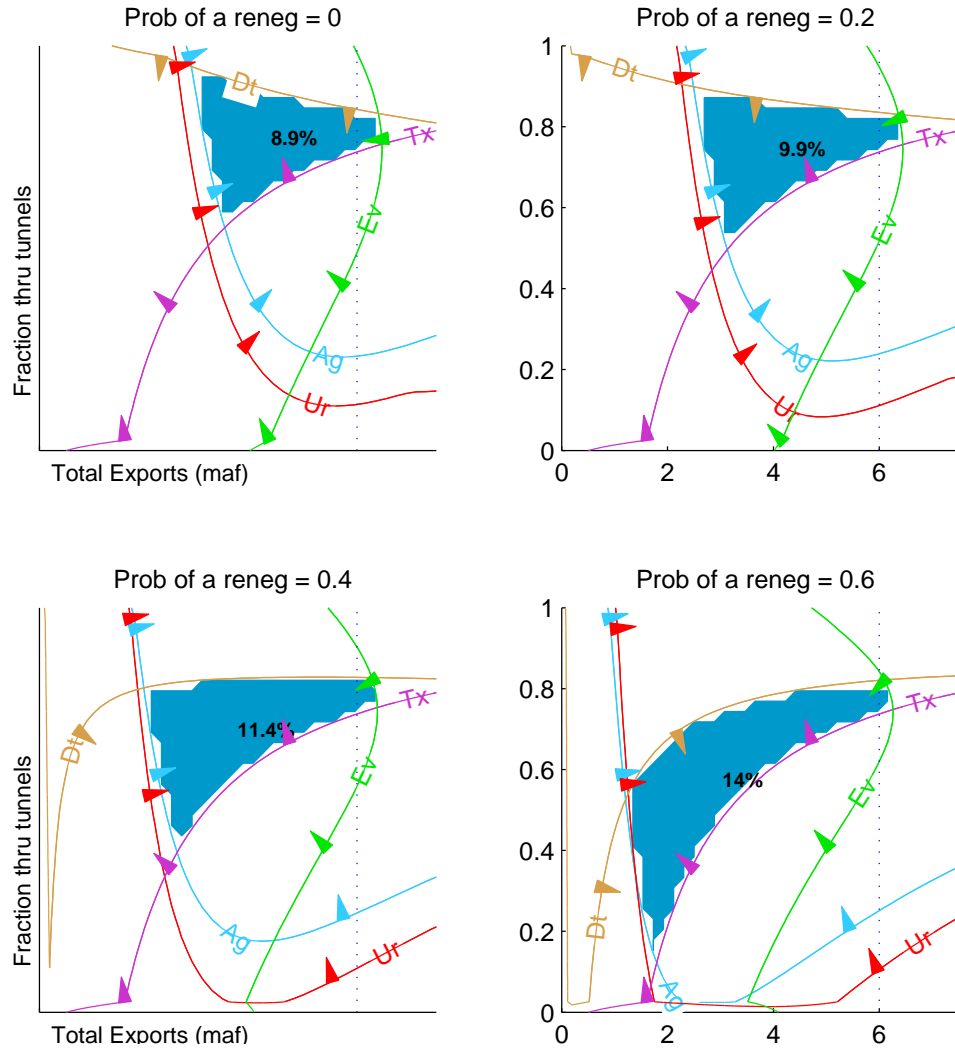 Prob of a reneg = 0
Dt
8.9%
Tx
Ev
Ag
Ur
Fraction thru tunnels
Total Exports (maf)
Prob of a reneg = 0.2
1
0.8
0.6
0.4
0.2
0
Dt
9.9%
Tx
Ev
Ag
Ur
0 2 4 6
Prob of a reneg = 0.4
Dt
11.4%
Tx
Ev
Ag
Ur
Fraction thru tunnels
Total Exports (maf)
Prob of a reneg = 0.6
1
0.8
0.6
0.4
0.2
0
Tx
14%
Ev
Dt
Ur
Ag
0 2 4 6